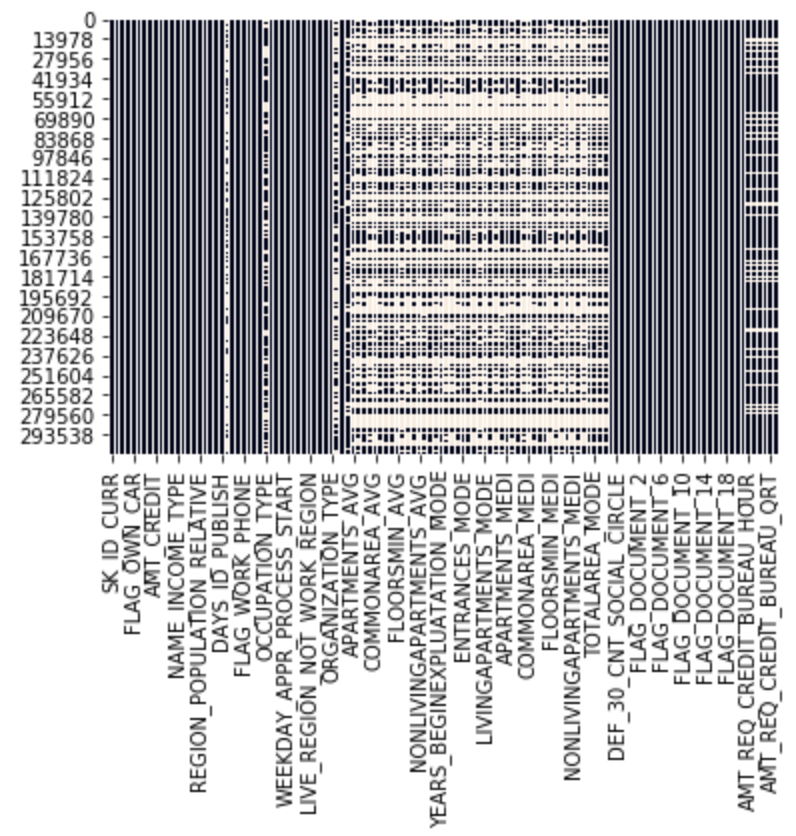 0
13978
27956
41934
55912
69890
83868
97846
111824
125802
139780
153758
167736
181714
195692
209670
223648
237626
251604
265582
279560
293538
SK_ID_CURR
FLAG_OWN_CAR
AMT_CREDIT
NAME_INCOME_TYPE
REGION_POPULATION_RELATIVE
DAYS_ID_PUBLISH
FLAG_WORK_PHONE
OCCUPATION_TYPE
WEEKDAY_APPR_PROCESS_START
LIVE_REGION_NOT_WORK_REGION
ORGANIZATION_TYPE
APARTMENTS_AVG
COMMONAREA_AVG
FLOORSMIN_AVG
NONLIVINGAPARTMENTS_AVG
YEARS_BEGINEXPLUATATION_MODE
ENTRANCES_MODE
LIVINGAPARTMENTS_MODE
APARTMENTS_MEDI
COMMONAREA_MEDI
FLOORSMIN_MEDI
NONLIVINGAPARTMENTS_MEDI
TOTALAREA_MODE
DEF_30_CNT_SOCIAL_CIRCLE
FLAG_DOCUMENT_2
FLAG_DOCUMENT_6
FLAG_DOCUMENT_10
FLAG_DOCUMENT_14
FLAG_DOCUMENT_18
AMT_REQ_CREDIT_BUREAU_HOUR
AMT_REQ_CREDIT_BUREAU_QRT